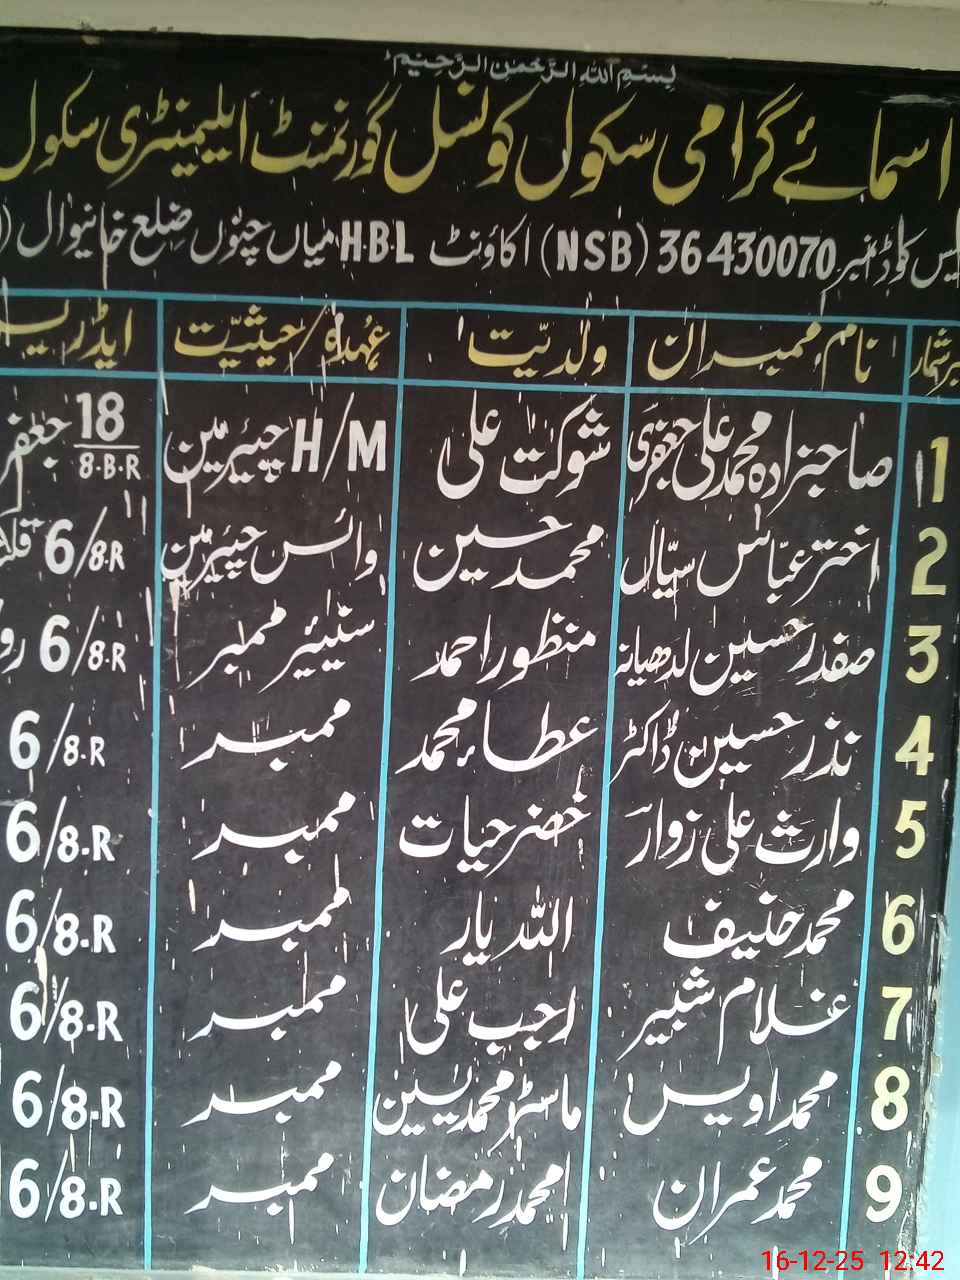 بسم اللہ الرحمٰن الرحیم
اسمائے گرامی سکول کونسل گورنمنٹ ایلیمنٹری سکول
کوڈ نمبر 36430070 (NSB) اکاؤنٹ HBL میاں چنوں ضلع خانیوال
نام ممبران ولدیت عہدہ/حیثیت ایڈریس
1 صاحبزادہ محمد علی جعفری شوکت علی H/M چیئرمین 18/8.B.R جعفر
2 اختر عباس سیال محمد حسین وائس چیئرمین 6/8.R
3 صفدر حسین لدھیانہ منظور احمد سنیئر ممبر 6/8.R
4 نذر حسین ڈاکٹر عطاء محمد ممبر 6/8.R
5 وارث علی زوار خضر حیات ممبر 6/8.R
6 محمد حنیف اللہ یار ممبر 6/8.R
7 غلام شبیر رجب علی ممبر 6/8.R
8 محمد اویس ماسٹر محمد یٰسین ممبر 6/8.R
9 محمد عمران محمد رمضان ممبر 6/8.R
16-12-25 12:42